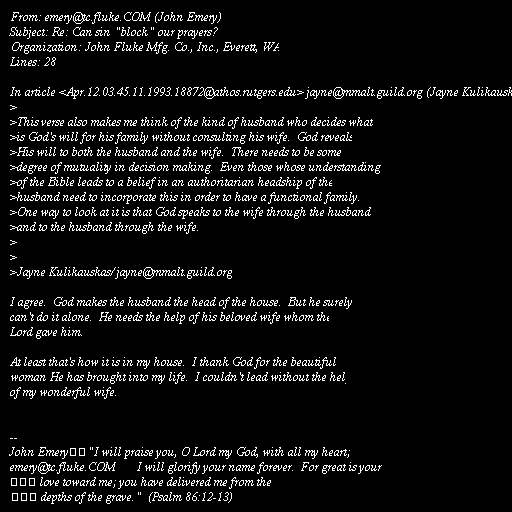 From: emery@tc.fluke.COM (John Emery)
Subject: Re: Can sin "block" our prayers?
Organization: John Fluke Mfg. Co., Inc., Everett, WA
Lines: 28

In article <Apr.12.03.45.11.1993.18872@athos.rutgers.edu> jayne@mmalt.guild.org (Jayne Kulikausk
>
>This verse also makes me think of the kind of husband who decides what
>is God's will for his family without consulting his wife.  God reveals
>His will to both the husband and the wife.  There needs to be some
>degree of mutuality in decision making.  Even those whose understanding
>of the Bible leads to a belief in an authoritarian headship of the
>husband need to incorporate this in order to have a functional family.
>One way to look at it is that God speaks to the wife through the husband
>and to the husband through the wife.
>
>
>Jayne Kulikauskas/jayne@mmalt.guild.org

I agree.  God makes the husband the head of the house.  But he surely
can't do it alone.  He needs the help of his beloved wife whom the
Lord gave him.

At least that's how it is in my house.  I thank God for the beautiful
woman He has brought into my life.  I couldn't lead without the hel
of my wonderful wife.

--
John Emery "I will praise you, O Lord my God, with all my heart;
emery@tc.fluke.COM I will glorify your name forever.  For great is your
love toward me; you have delivered me from the
depths of the grave."  (Psalm 86:12-13)